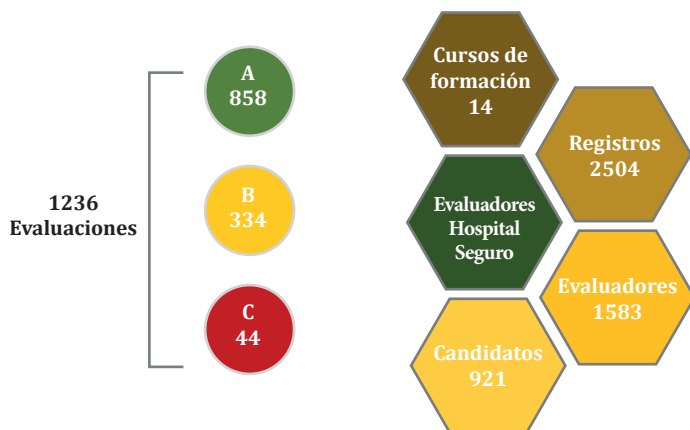 1236
Evaluaciones
A
858
B
334
C
44
Cursos de
formación
14
Registros
2504
Evaluadores
Hospital
Seguro
Evaluadores
1583
Candidatos
921